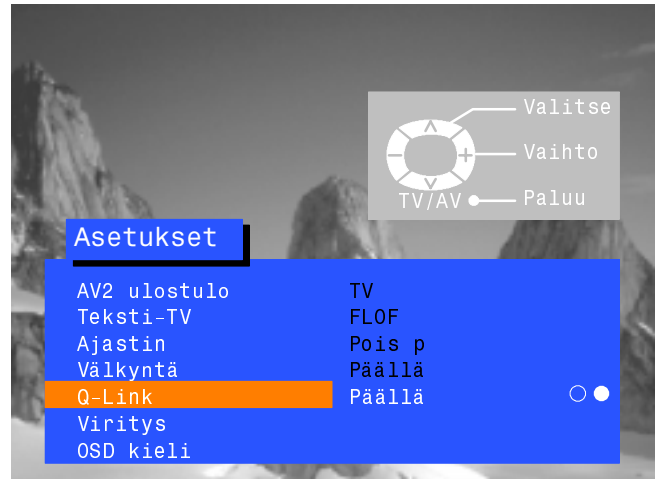 Valitse
Vaihto
TV/AV Paluu
Asetukset
AV2 ulostulo TV
Teksti-TV FLOF
Ajastin Pois p
Välkyntä Päällä
Q-Link Päällä
Viritys
OSD kieli